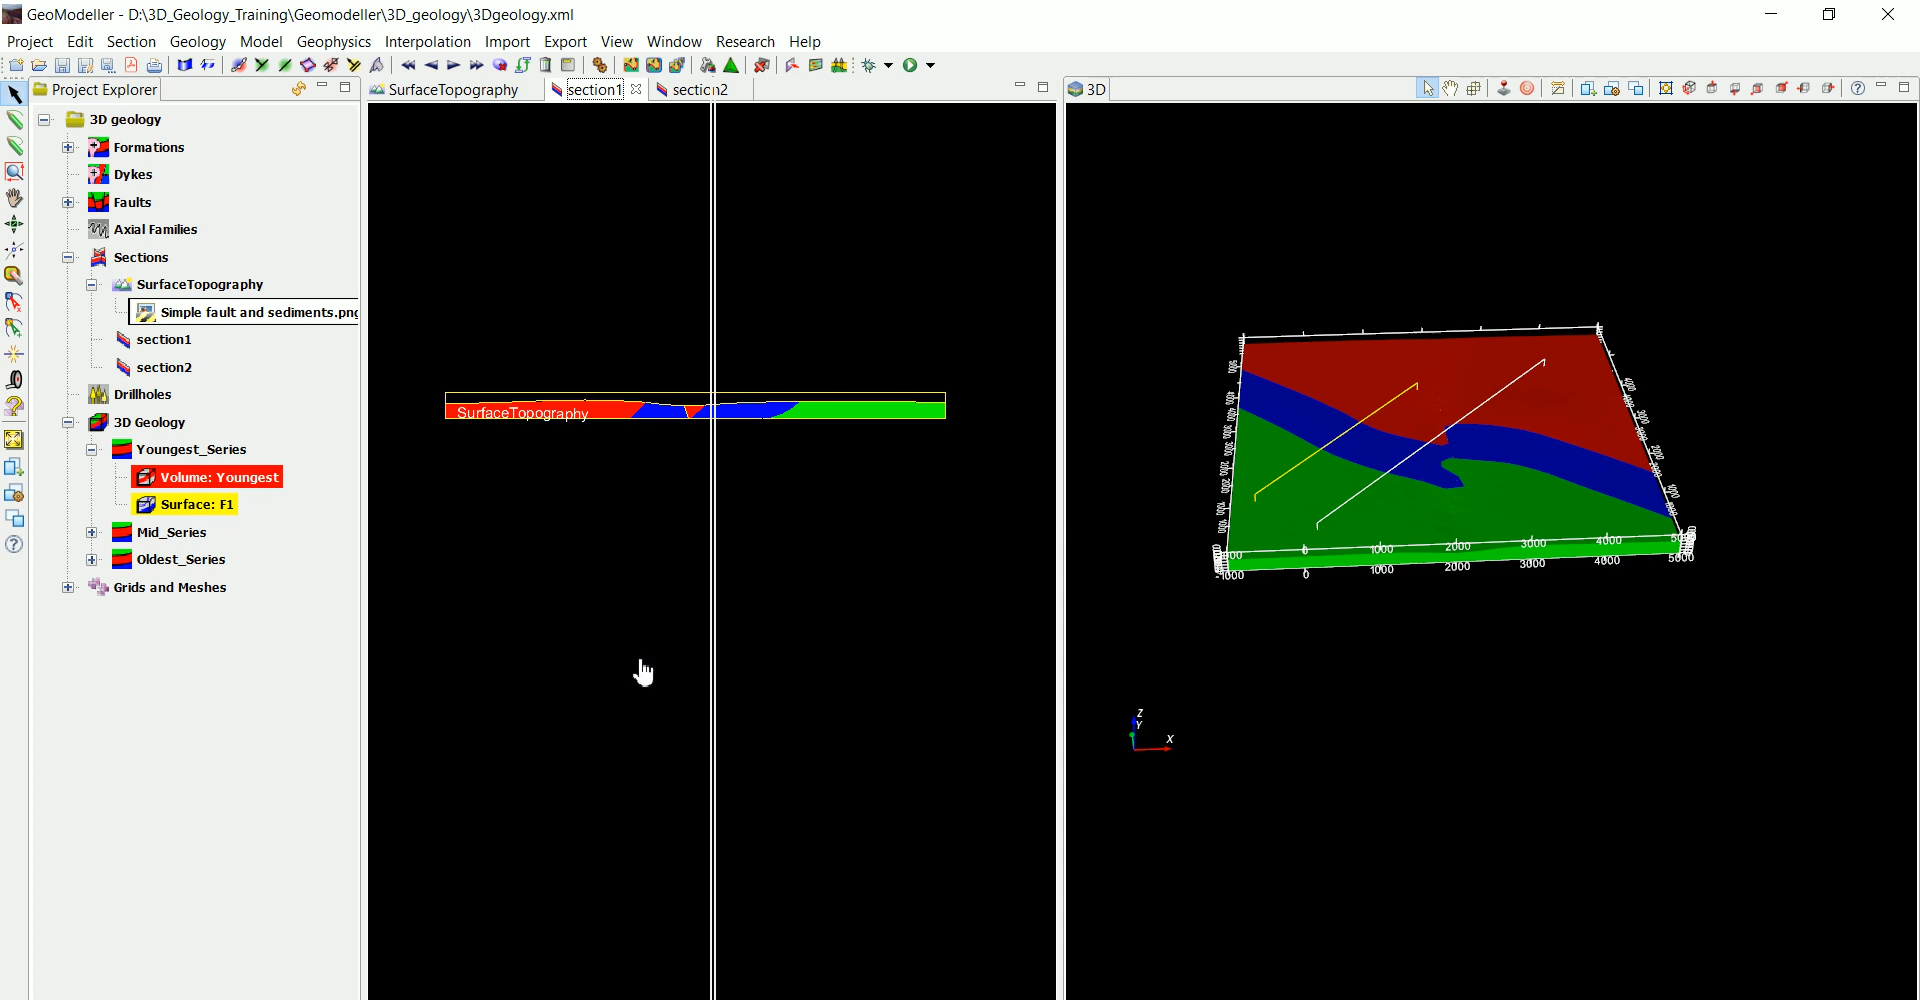 GeoModeller - D:\3D_Geology_Training\Geomodeller\3D_geology\3Dgeology.xml
Project Edit Section Geology Model Geophysics Interpolation Import Export View Window Research Help
Project Explorer
SurfaceTopography
section1
section2
3D
3D geology
Formations
Dykes
Faults
Axial Families
Sections
SurfaceTopography
Simple fault and sediments.png
section1
section2
Drillholes
3D Geology
Youngest_Series
Volume: Youngest
Surface: F1
Mid_Series
Oldest_Series
Grids and Meshes
SurfaceTopography
0 1000 2000 3000 4000
-1000 0 1000 2000 3000 4000 5000
Z
Y
X